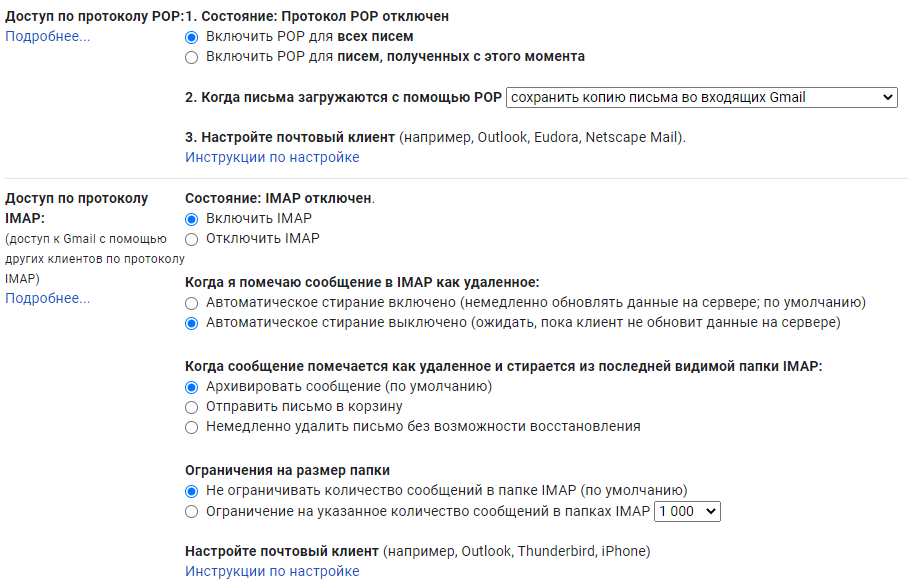 Доступ по протоколу POP:
Подробнее...
1. Состояние: Протокол POP отключен
Включить POP для всех писем
Включить POP для писем, полученных с этого момента
2. Когда письма загружаются с помощью POP сохранить копию письма во входящих Gmail
3. Настройте почтовый клиент (например, Outlook, Eudora, Netscape Mail).
Инструкции по настройке
Доступ по протоколу
IMAP:
(доступ к Gmail с помощью
других клиентов по протоколу
IMAP)
Подробнее...
Состояние: IMAP отключен.
Включить IMAP
Отключить IMAP
Когда я помечаю сообщение в IMAP как удаленное:
Автоматическое стирание включено (немедленно обновлять данные на сервере; по умолчанию)
Автоматическое стирание выключено (ожидать, пока клиент не обновит данные на сервере)
Когда сообщение помечается как удаленное и стирается из последней видимой папки IMAP:
Архивировать сообщение (по умолчанию)
Отправить письмо в корзину
Немедленно удалить письмо без возможности восстановления
Ограничения на размер папки
Не ограничивать количество сообщений в папке IMAP (по умолчанию)
Ограничение на указанное количество сообщений в папках IMAP 1 000
Настройте почтовый клиент (например, Outlook, Thunderbird, iPhone)
Инструкции по настройке